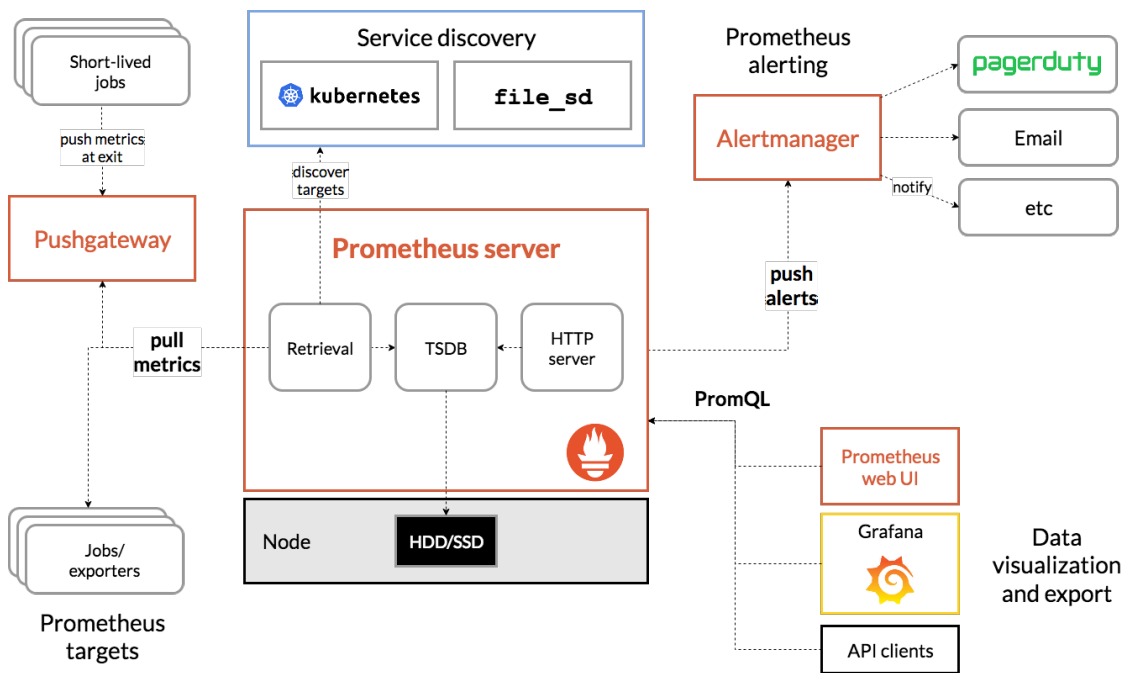 Short-lived
jobs
push metrics
at exit
Pushgateway
pull
metrics
Jobs/
exporters
Prometheus
targets
Service discovery
kubernetes
file_sd
discover
targets
Prometheus server
Retrieval
TSDB
HTTP
server
Node
HDD/SSD
Prometheus
alerting
Alertmanager
pagerduty
Email
notify
etc
push
alerts
PromQL
Prometheus
web UI
Grafana
API clients
Data
visualization
and export